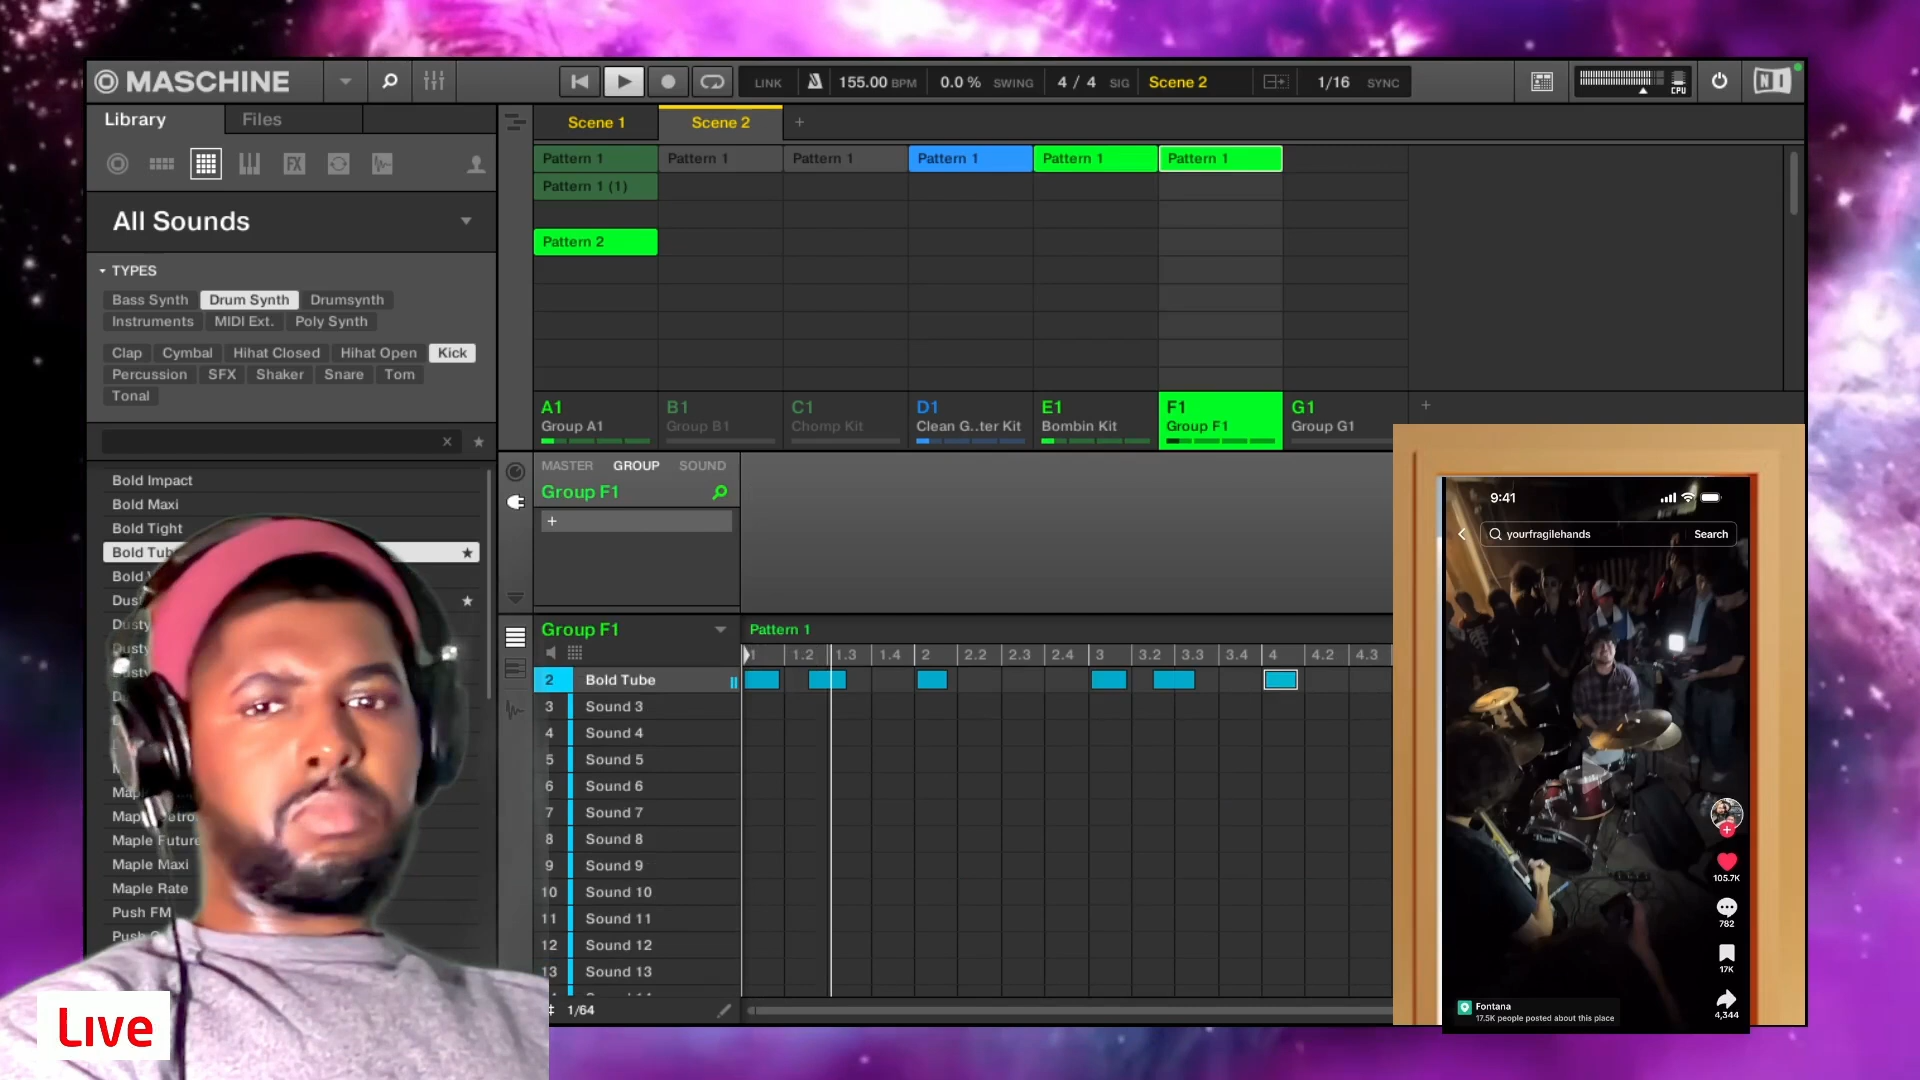 MASCHINE
LINK
155.00 BPM
0.0 % SWING
4 / 4 SIG
Scene 2
1/16 SYNC
CPU
NI
Library
Files
Scene 1
Scene 2
+
FX
Pattern 1
Pattern 1
Pattern 1
Pattern 1
Pattern 1
Pattern 1
Pattern 1 (1)
Pattern 2
All Sounds
TYPES
Bass Synth
Drum Synth
Drumsynth
Instruments
MIDI Ext.
Poly Synth
Clap
Cymbal
Hihat Closed
Hihat Open
Kick
Percussion
SFX
Shaker
Snare
Tom
Tonal
A1
Group A1
B1
Group B1
C1
Chomp Kit
D1
Clean G..ter Kit
E1
Bombin Kit
F1
Group F1
G1
Group G1
+
Bold Impact
Bold Maxi
Bold Tight
Bold
Maple Future
Maple Maxi
Maple Rate
Push FM
Push
MASTER
GROUP
SOUND
Group F1
+
Group F1
Pattern 1
1 1.2 1.3 1.4 2 2.2 2.3 2.4 3 3.2 3.3 3.4 4 4.2 4.3
2 Bold Tube
3 Sound 3
4 Sound 4
5 Sound 5
6 Sound 6
7 Sound 7
8 Sound 8
9 Sound 9
10 Sound 10
11 Sound 11
12 Sound 12
13 Sound 13
1/64
9:41
yourfragilehands
Search
105.7K
782
17K
4,344
Fontana
17.5K people posted about this place
Live